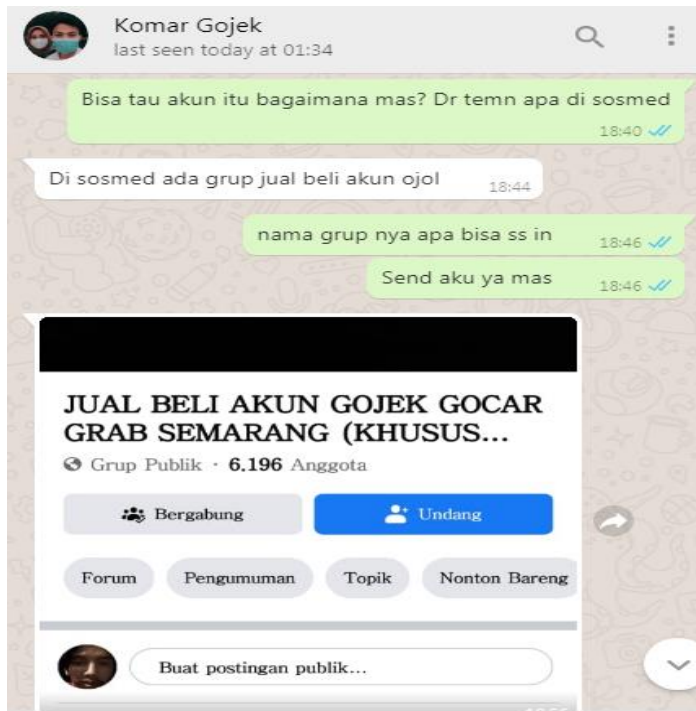 Komar Gojek
last seen today at 01:34
Bisa tau akun itu bagaimana mas? Dr temn apa di sosmed
18:40
Di sosmed ada grup jual beli akun ojol
18:44
nama grup nya apa bisa ss in
18:46
Send aku ya mas
18:46
JUAL BELI AKUN GOJEK GOCAR
GRAB SEMARANG (KHUSUS...
Grup Publik · 6.196 Anggota
Bergabung
Undang
Forum
Pengumuman
Topik
Nonton Bareng
Buat postingan publik...